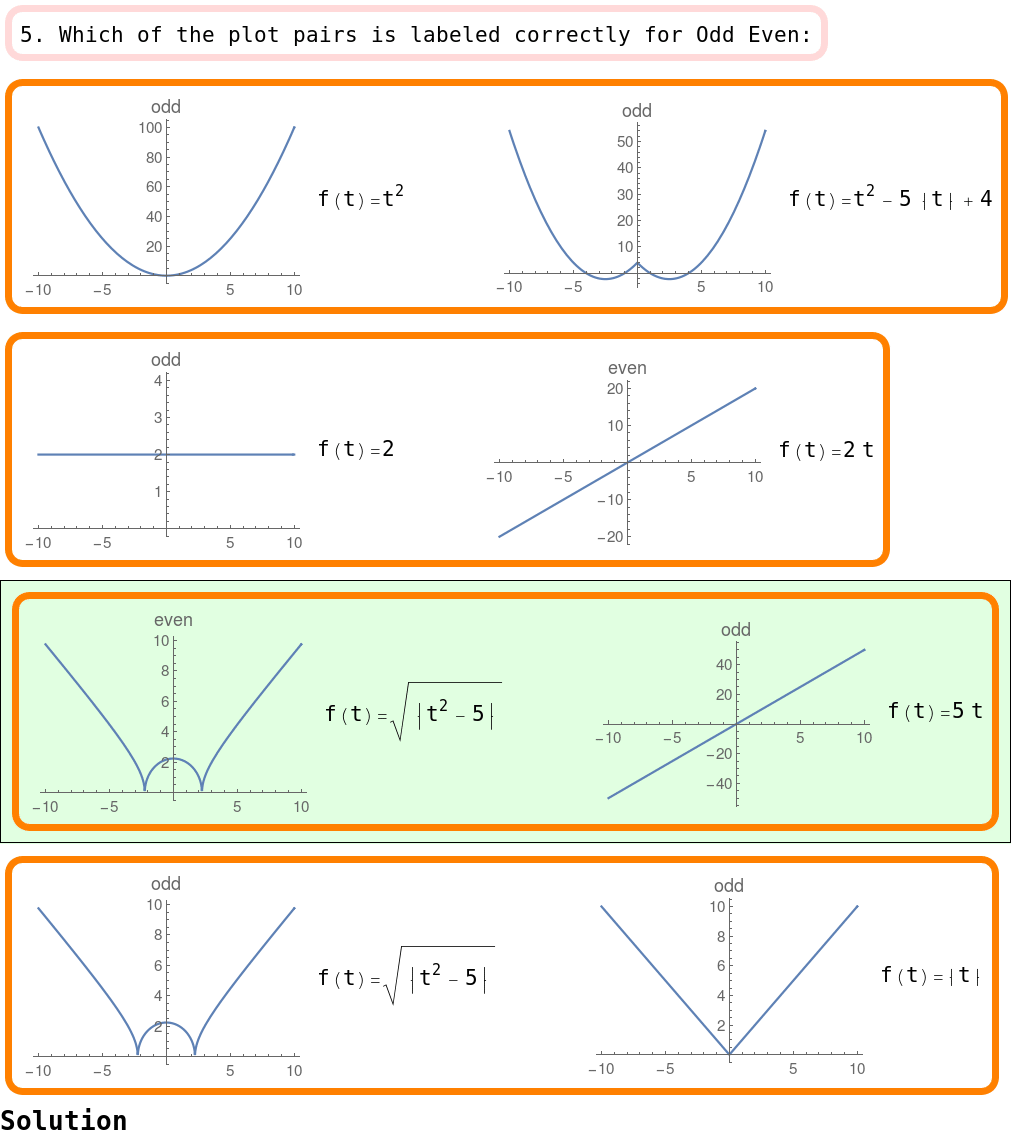 5. Which of the plot pairs is labeled correctly for Odd Even:
odd odd
100
80
60
40
20
−10 −5 5 10
f(t)=t²
50
40
30
20
10
−10 −5 5 10
f(t)=t² − 5 |t| + 4
odd even
4
3
2
1
−10 −5 5 10
f(t)=2
20
10
−10 −5 5 10
−10
−20
f(t)=2 t
even odd
10
8
6
4
2
−10 −5 5 10
f(t)=√|t² − 5|
40
20
−10 −5 5 10
−20
−40
f(t)=5 t
odd odd
10
8
6
4
2
−10 −5 5 10
f(t)=√|t² − 5|
10
8
6
4
2
−10 −5 5 10
f(t)=|t|
Solution